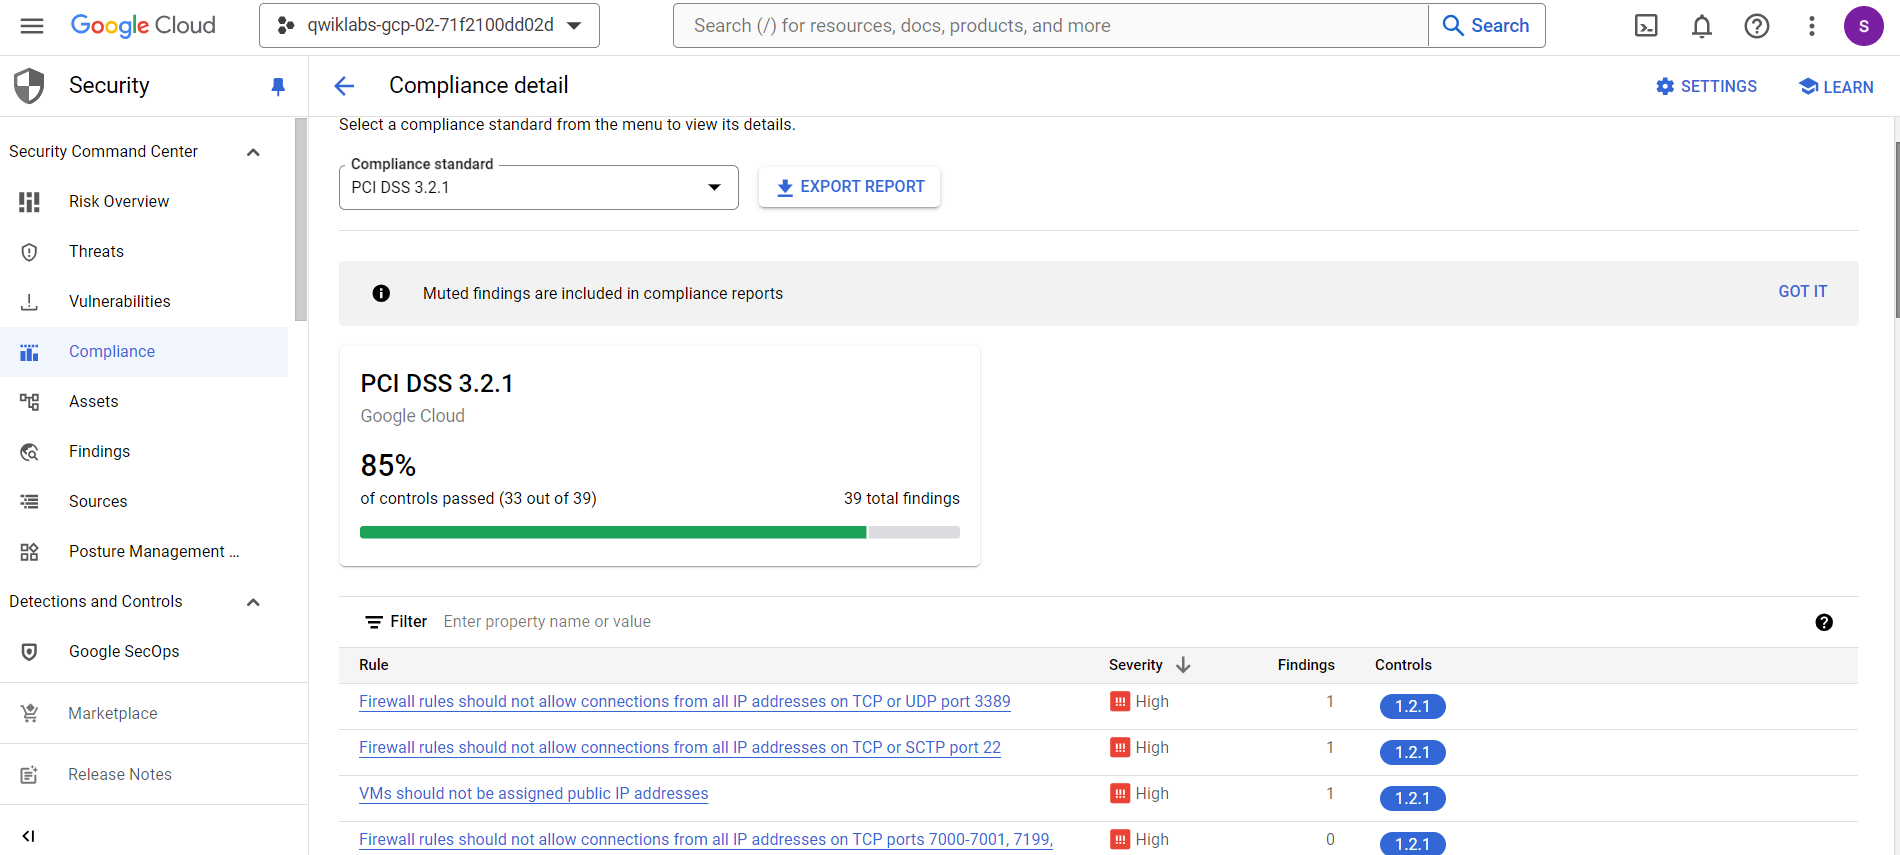 Google Cloud
qwiklabs-gcp-02-71f2100dd02d
Search (/) for resources, docs, products, and more
Search
S
Security
Compliance detail
SETTINGS
LEARN
Security Command Center
Risk Overview
Threats
Vulnerabilities
Compliance
Assets
Findings
Sources
Posture Management ...
Detections and Controls
Google SecOps
Marketplace
Release Notes
Select a compliance standard from the menu to view its details.
Compliance standard
PCI DSS 3.2.1
EXPORT REPORT
Muted findings are included in compliance reports
GOT IT
PCI DSS 3.2.1
Google Cloud
85%
of controls passed (33 out of 39) 39 total findings
Filter Enter property name or value
Rule Severity Findings Controls
Firewall rules should not allow connections from all IP addresses on TCP or UDP port 3389 High 1 1.2.1
Firewall rules should not allow connections from all IP addresses on TCP or SCTP port 22 High 1 1.2.1
VMs should not be assigned public IP addresses High 1 1.2.1
Firewall rules should not allow connections from all IP addresses on TCP ports 7000-7001, 7199, High 0 1.2.1